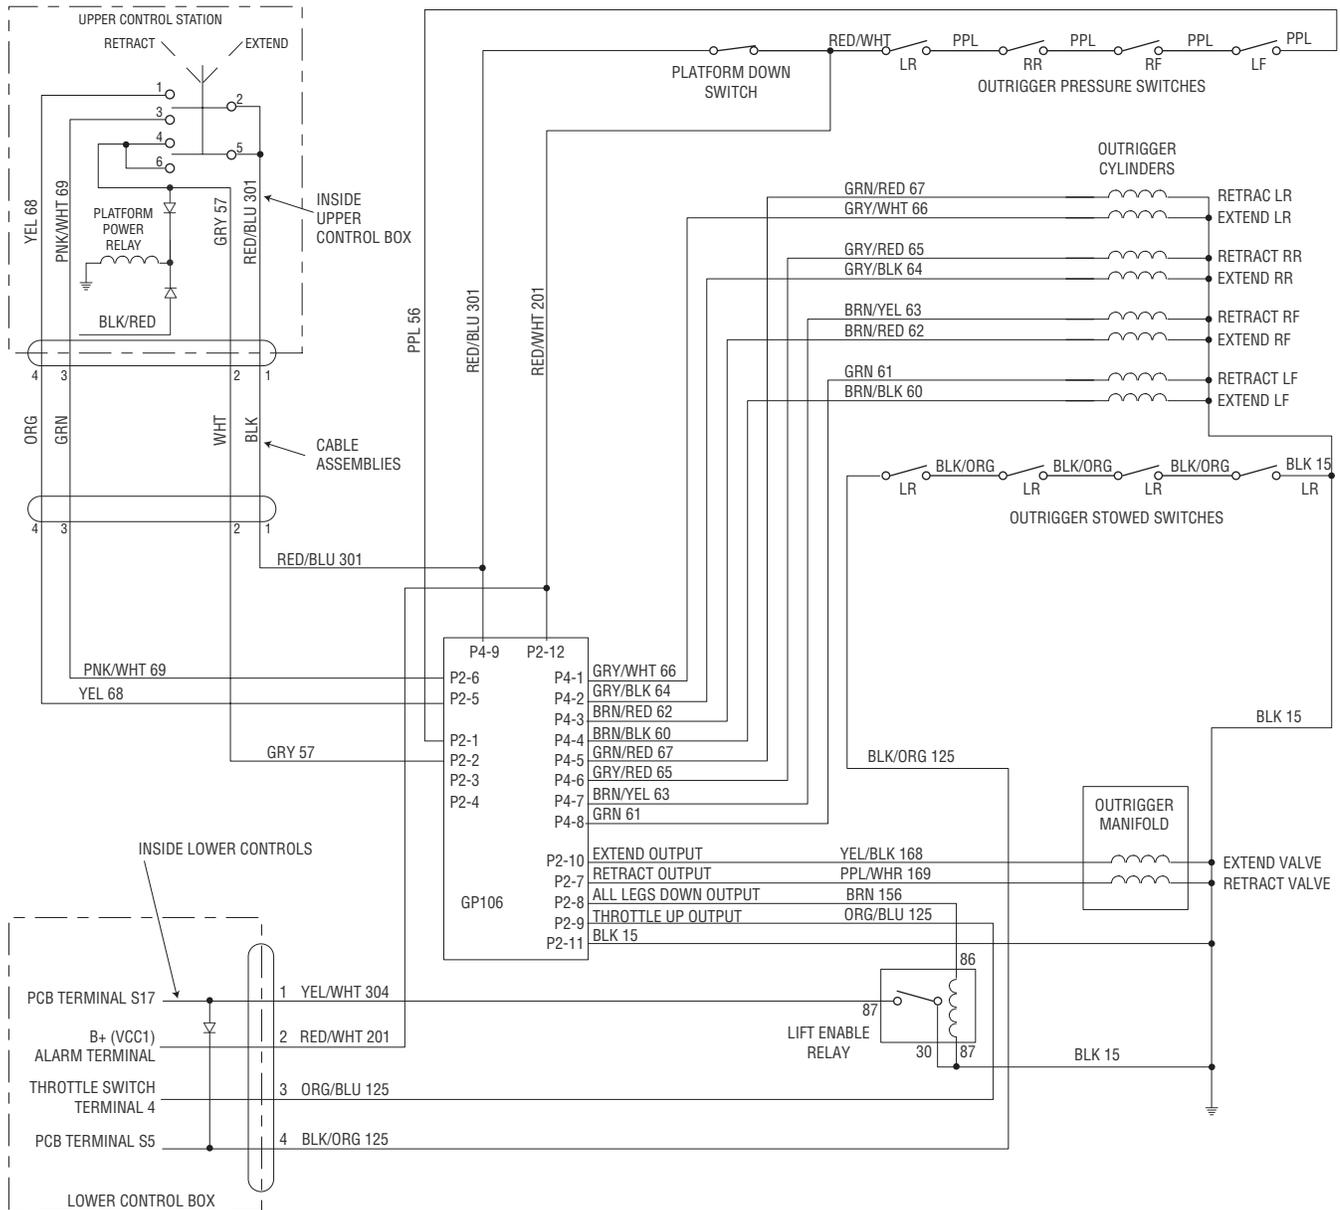 UPPER CONTROL STATION
RETRACT
EXTEND
1
2
3
4
5
6
YEL 68
PNK/WHT 69
PLATFORM
POWER
RELAY
GRY 57
RED/BLU 301
INSIDE
UPPER
CONTROL BOX
BLK/RED
4
3
2
1
ORG
GRN
WHT
BLK
CABLE
ASSEMBLIES
4
3
2
1
RED/BLU 301
PNK/WHT 69
YEL 68
GRY 57
PPL 56
RED/BLU 301
RED/WHT 201
PLATFORM DOWN
SWITCH
RED/WHT
PPL
PPL
PPL
PPL
LR
RR
RF
LF
OUTRIGGER PRESSURE SWITCHES
OUTRIGGER
CYLINDERS
GRN/RED 67
RETRAC LR
GRY/WHT 66
EXTEND LR
GRY/RED 65
RETRACT RR
GRY/BLK 64
EXTEND RR
BRN/YEL 63
RETRACT RF
BRN/RED 62
EXTEND RF
GRN 61
RETRACT LF
BRN/BLK 60
EXTEND LF
BLK/ORG
BLK/ORG
BLK/ORG
BLK 15
LR
LR
LR
LR
OUTRIGGER STOWED SWITCHES
P4-9
P2-12
P2-6
P2-5
P2-1
P2-2
P2-3
P2-4
GP106
P4-1
GRY/WHT 66
P4-2
GRY/BLK 64
P4-3
BRN/RED 62
P4-4
BRN/BLK 60
P4-5
GRN/RED 67
P4-6
GRY/RED 65
P4-7
BRN/YEL 63
P4-8
GRN 61
P2-10
EXTEND OUTPUT
YEL/BLK 168
P2-7
RETRACT OUTPUT
PPL/WHR 169
P2-8
ALL LEGS DOWN OUTPUT
BRN 156
P2-9
THROTTLE UP OUTPUT
ORG/BLU 125
P2-11
BLK 15
BLK/ORG 125
BLK 15
OUTRIGGER
MANIFOLD
EXTEND VALVE
RETRACT VALVE
86
87
LIFT ENABLE
RELAY
30
87
BLK 15
INSIDE LOWER CONTROLS
PCB TERMINAL S17
1
YEL/WHT 304
B+ (VCC1)
ALARM TERMINAL
2
RED/WHT 201
THROTTLE SWITCH
TERMINAL 4
3
ORG/BLU 125
PCB TERMINAL S5
4
BLK/ORG 125
LOWER CONTROL BOX